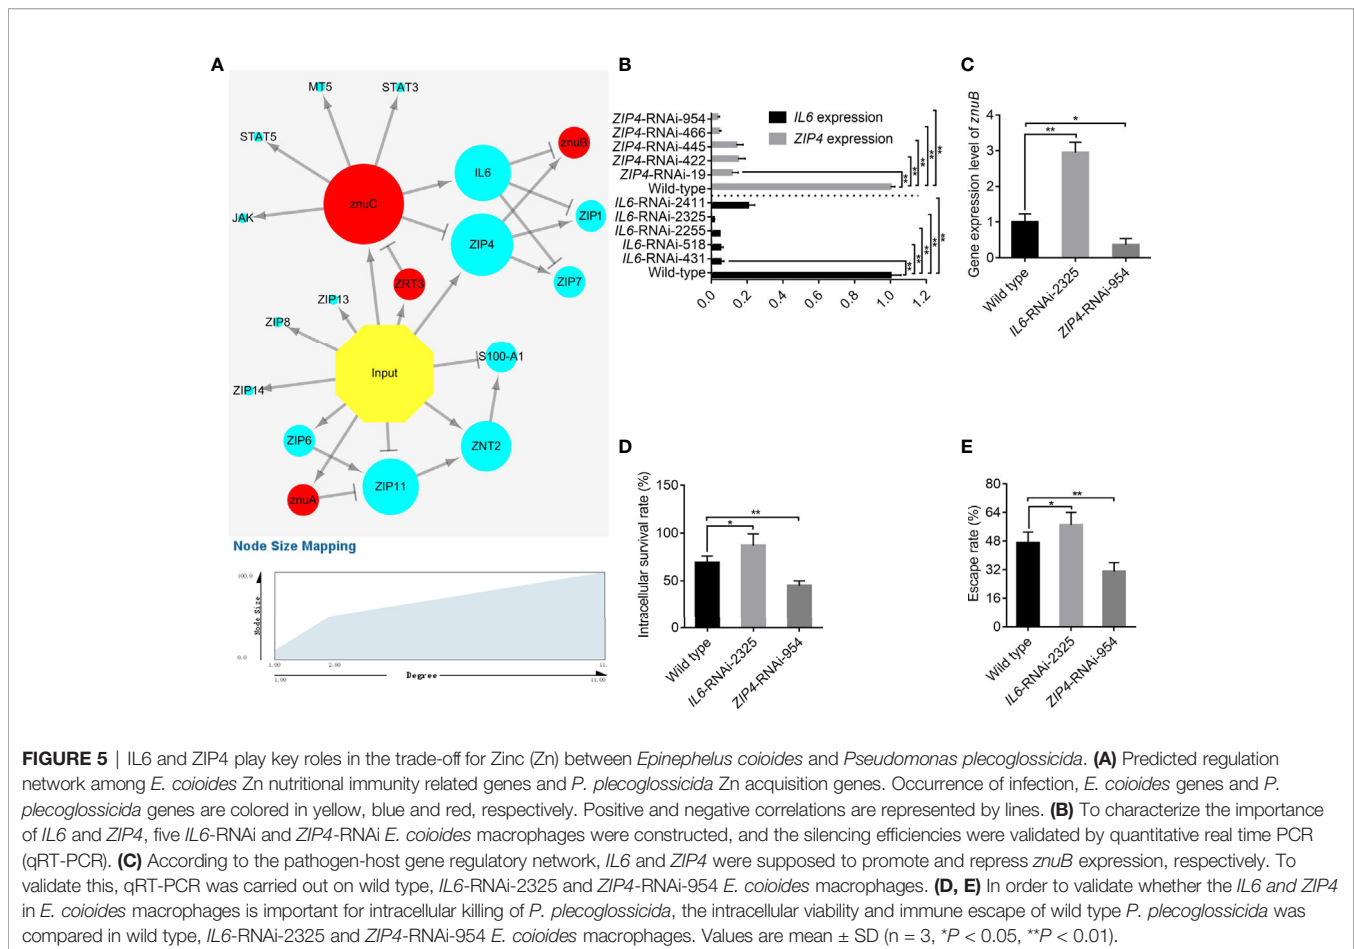 A
MT5
STAT3
STAT5
znuB
IL6
znuC
JAK
ZIP1
ZIP4
ZRT3
ZIP7
ZIP13
ZIP8
S100-A1
Input
ZIP14
ZIP6
ZNT2
ZIP11
znuA
Node Size Mapping
100.0
Node Size
0.0
1.00
2.80
11.
1.00
Degree
11.00
B
IL6 expression
ZIP4 expression
ZIP4-RNAi-954
ZIP4-RNAi-466
ZIP4-RNAi-445
ZIP4-RNAi-422
ZIP4-RNAi-19
Wild-type
IL6-RNAi-2411
IL6-RNAi-2325
IL6-RNAi-2255
IL6-RNAi-518
IL6-RNAi-431
Wild-type
** ** ** ** **
** ** ** ** **
0.0 0.2 0.4 0.6 0.8 1.0 1.2
C
Gene expression level of znuB
4
3
2
1
0
*
**
Wild type
IL6-RNAi-2325
ZIP4-RNAi-954
D
Intracellular survival rate (%)
150
100
50
0
**
*
Wild type
IL6-RNAi-2325
ZIP4-RNAi-954
E
Escape rate (%)
80
64
48
32
16
0
**
*
Wild type
IL6-RNAi-2325
ZIP4-RNAi-954
FIGURE 5 | IL6 and ZIP4 play key roles in the trade-off for Zinc (Zn) between Epinephelus coioides and Pseudomonas plecoglossicida. (A) Predicted regulation
network among E. coioides Zn nutritional immunity related genes and P. plecoglossicida Zn acquisition genes. Occurrence of infection, E. coioides genes and P.
plecoglossicida genes are colored in yellow, blue and red, respectively. Positive and negative correlations are represented by lines. (B) To characterize the importance
of IL6 and ZIP4, five IL6-RNAi and ZIP4-RNAi E. coioides macrophages were constructed, and the silencing efficiencies were validated by quantitative real time PCR
(qRT-PCR). (C) According to the pathogen-host gene regulatory network, IL6 and ZIP4 were supposed to promote and repress znuB expression, respectively. To
validate this, qRT-PCR was carried out on wild type, IL6-RNAi-2325 and ZIP4-RNAi-954 E. coioides macrophages. (D, E) In order to validate whether the IL6 and ZIP4
in E. coioides macrophages is important for intracellular killing of P. plecoglossicida, the intracellular viability and immune escape of wild type P. plecoglossicida was
compared in wild type, IL6-RNAi-2325 and ZIP4-RNAi-954 E. coioides macrophages. Values are mean ± SD (n = 3, *P < 0.05, **P < 0.01).